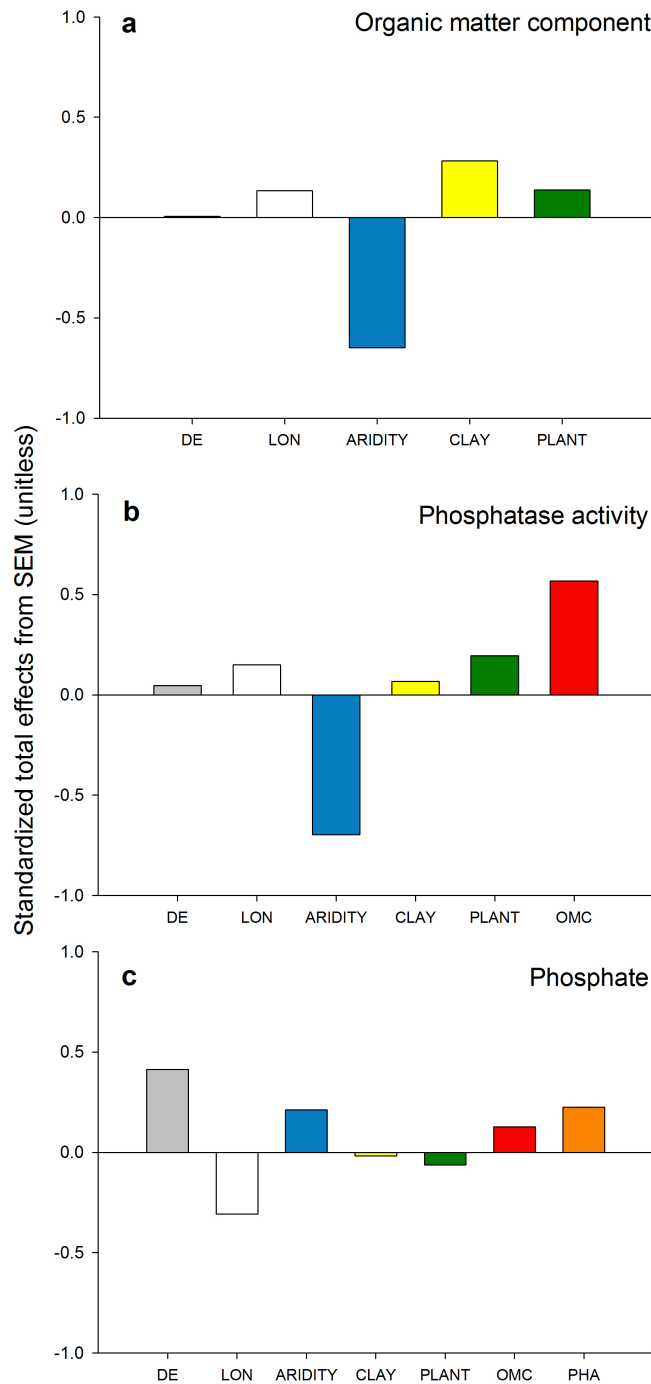 Standardized total effects from SEM (unitless)
a
Organic matter component
1.0
0.5
0.0
-0.5
-1.0
DE LON ARIDITY CLAY PLANT
b
Phosphatase activity
1.0
0.5
0.0
-0.5
-1.0
DE LON ARIDITY CLAY PLANT OMC
c
Phosphate
1.0
0.5
0.0
-0.5
-1.0
DE LON ARIDITY CLAY PLANT OMC PHA